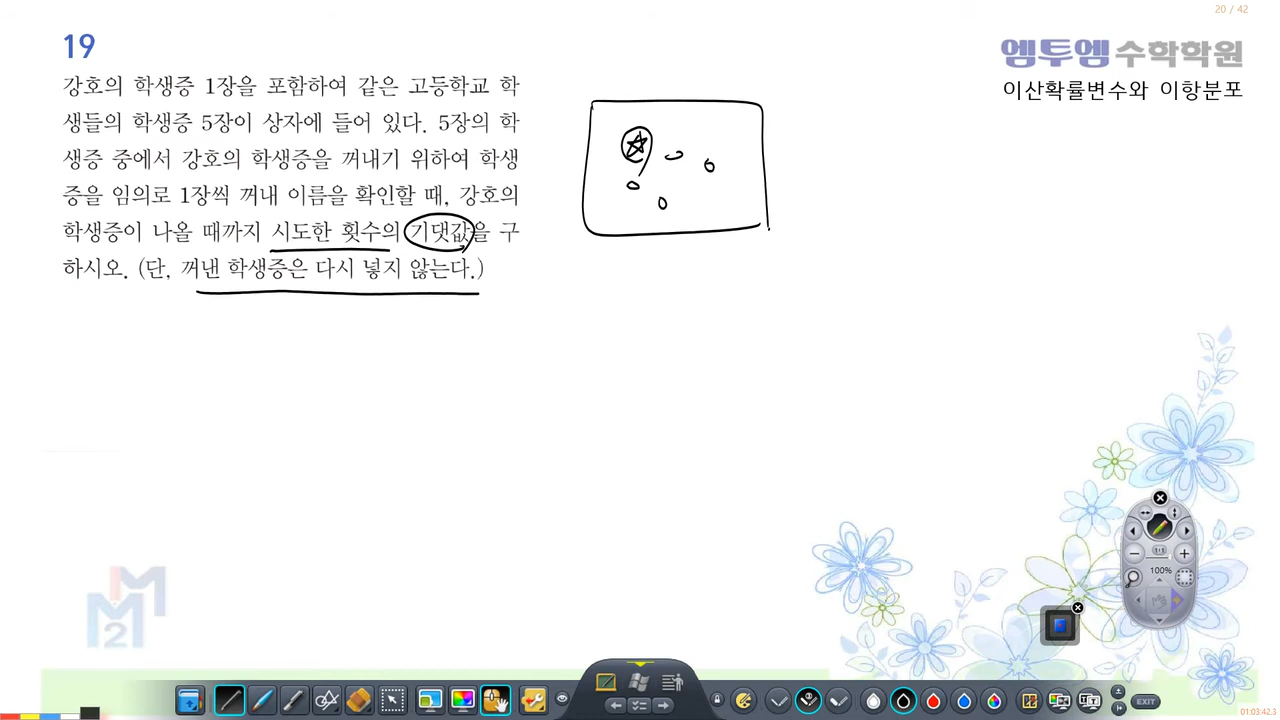 20 / 42
19
엠투엠수학학원
이산확률변수와 이항분포
강호의 학생증 1장을 포함하여 같은 고등학교 학
생들의 학생증 5장이 상자에 들어 있다. 5장의 학
생증 중에서 강호의 학생증을 꺼내기 위하여 학생
증을 임의로 1장씩 꺼내 이름을 확인할 때, 강호의
학생증이 나올 때까지 시도한 횟수의 기댓값을 구
하시오. (단, 꺼낸 학생증은 다시 넣지 않는다.)
1:1
100%
M
M2
EXIT
01:03:42.3